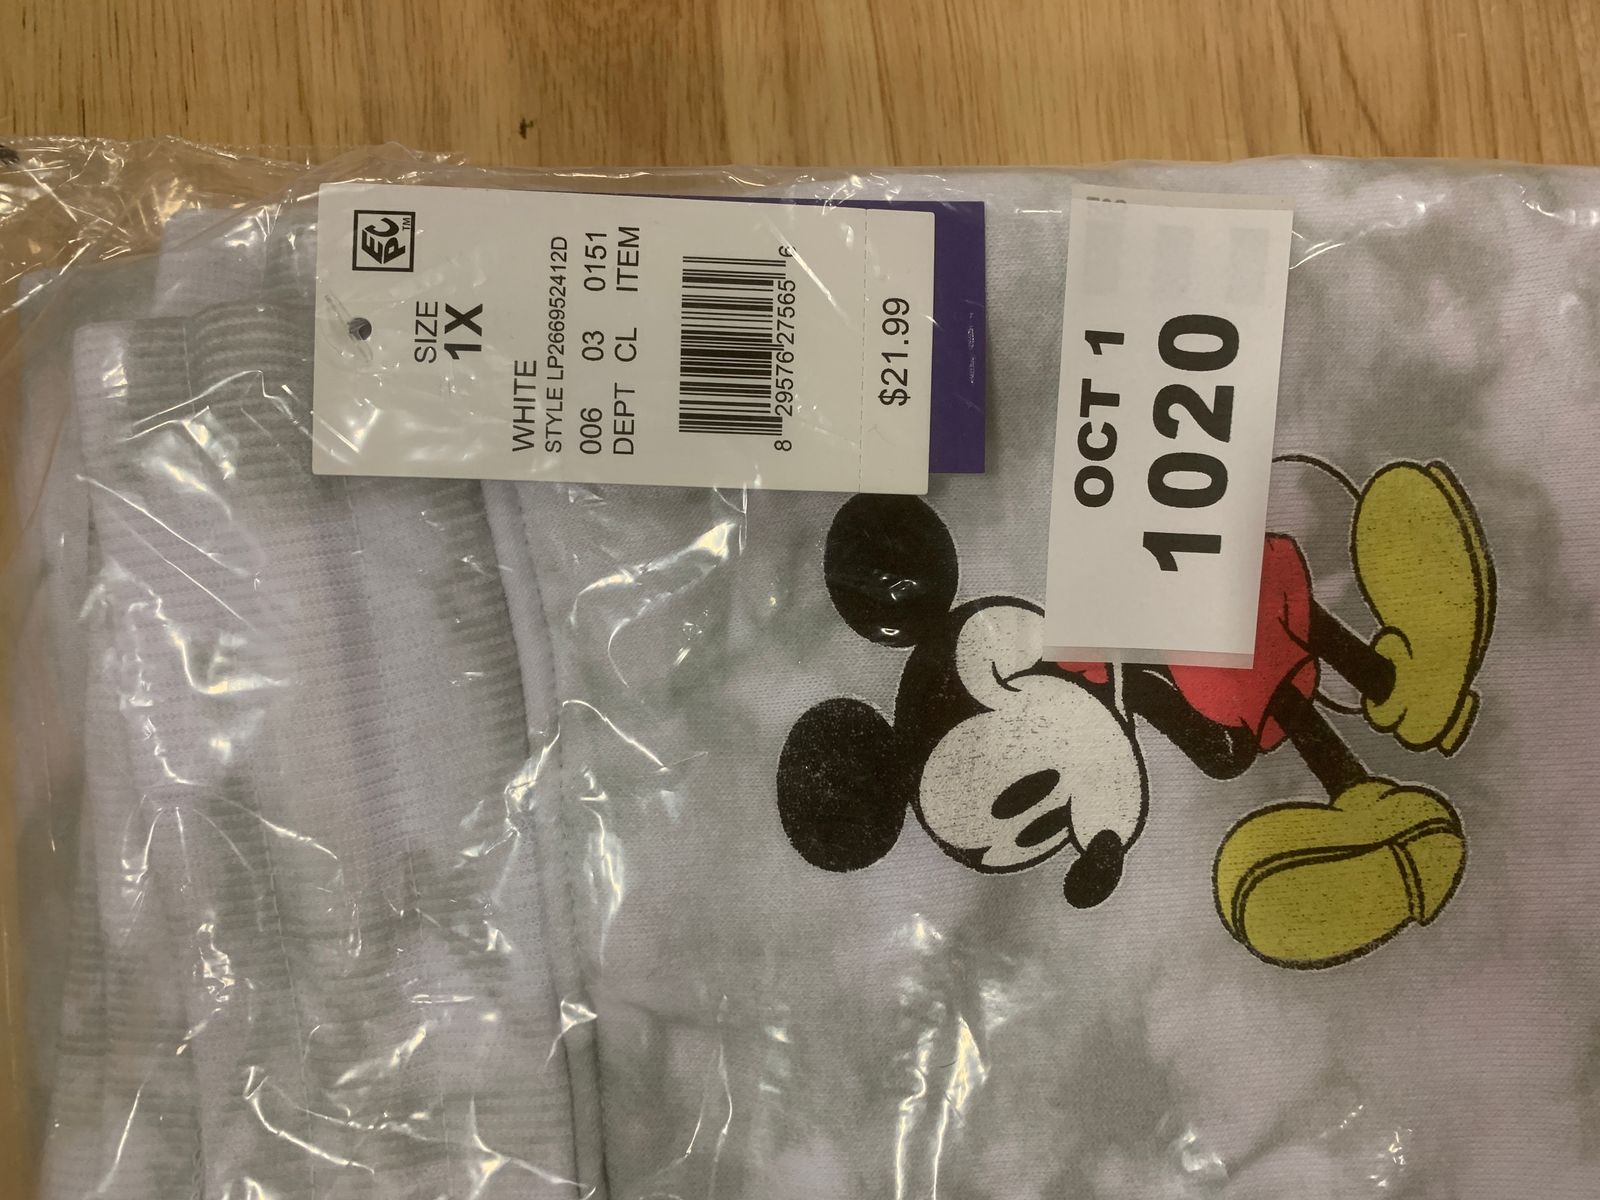 EPC™
SIZE
1X
WHITE
STYLE LP266952412D
006 03 0151
DEPT CL ITEM
8 29576 27565 6
$21.99
OCT 1
1020